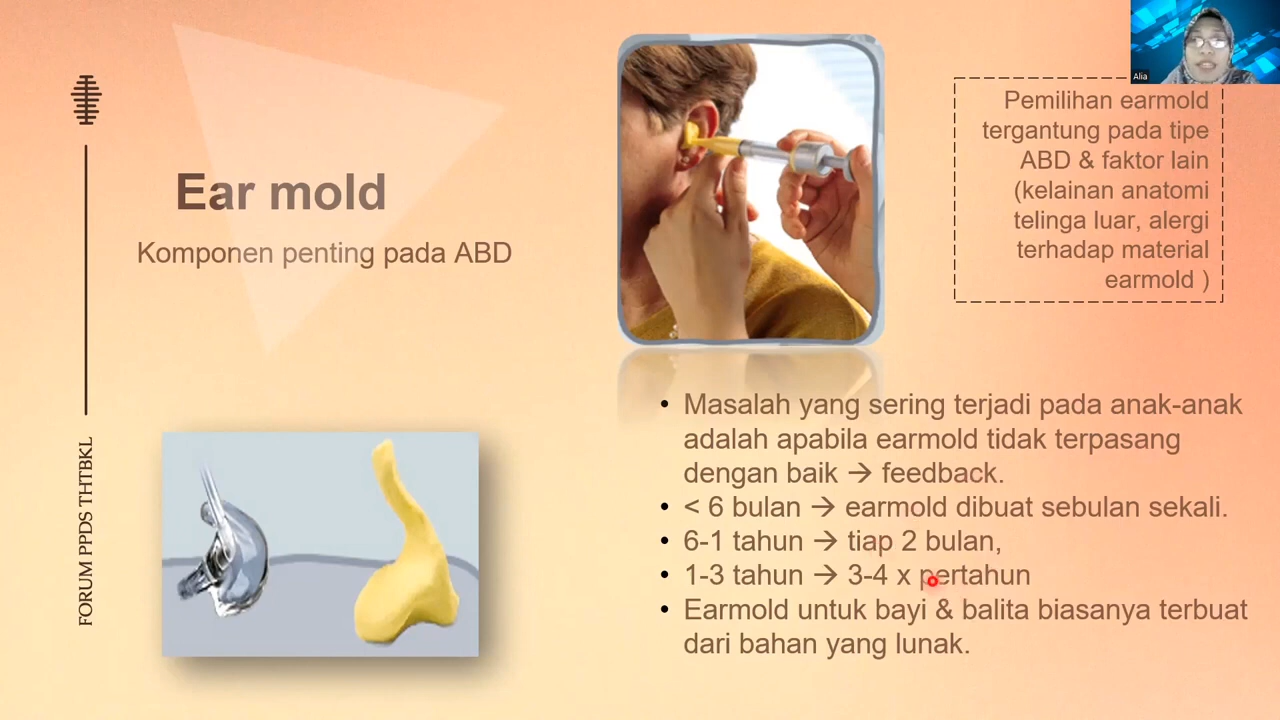 Alia
Ear mold
Komponen penting pada ABD
FORUM PPDS THTBKL
Pemilihan earmold
tergantung pada tipe
ABD & faktor lain
(kelainan anatomi
telinga luar, alergi
terhadap material
earmold )
• Masalah yang sering terjadi pada anak-anak
adalah apabila earmold tidak terpasang
dengan baik → feedback.
• < 6 bulan → earmold dibuat sebulan sekali.
• 6-1 tahun → tiap 2 bulan,
• 1-3 tahun → 3-4 x pertahun
• Earmold untuk bayi & balita biasanya terbuat
dari bahan yang lunak.